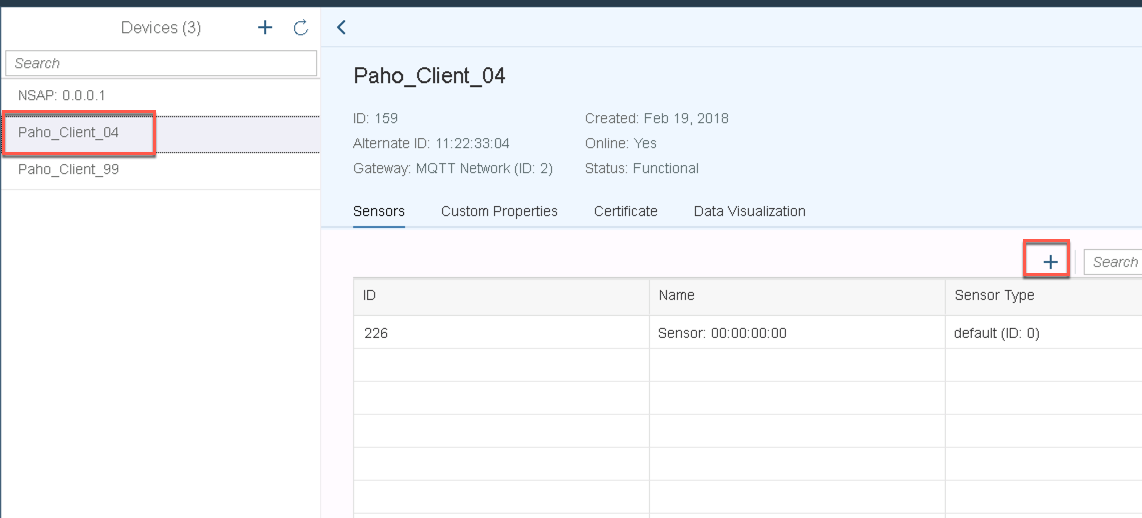 Devices (3)
Search
NSAP: 0.0.0.1
Paho_Client_04
Paho_Client_99
Paho_Client_04
ID: 159
Created: Feb 19, 2018
Alternate ID: 11:22:33:04
Online: Yes
Gateway: MQTT Network (ID: 2)
Status: Functional
Sensors Custom Properties Certificate Data Visualization
Search
ID Name Sensor Type
226 Sensor: 00:00:00:00 default (ID: 0)